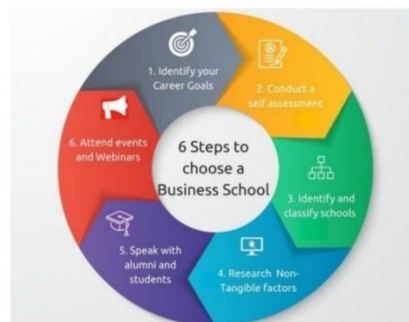 6 Steps to
choose a
Business School
1. Identify your
Career Goals
2. Conduct a
self assessment
3. Identify and
classify schools
4. Research Non-
Tangible factors
5. Speak with
alumni and
students
6. Attend events
and Webinars